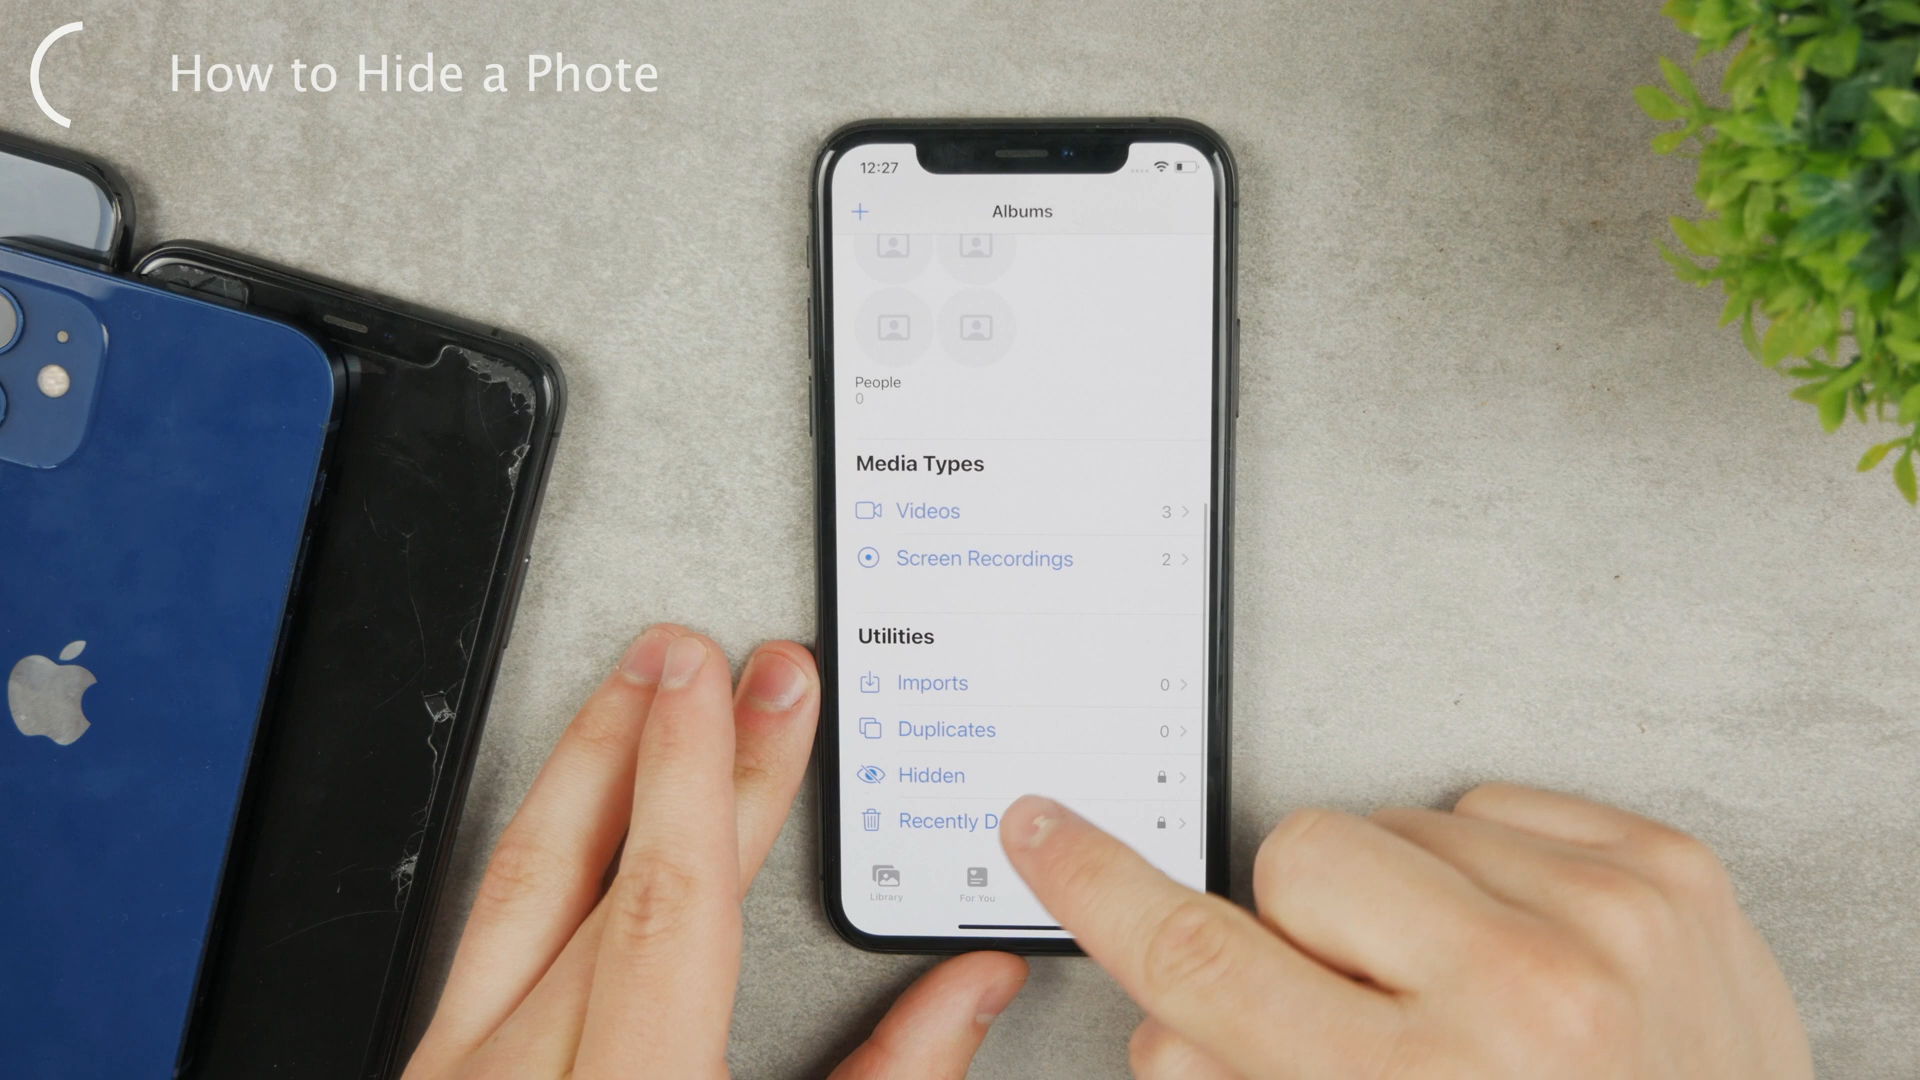 How to Hide a Phote
12:27
Albums
People
0
Media Types
Videos 3
Screen Recordings 2
Utilities
Imports 0
Duplicates 0
Hidden
Recently D
Library For You